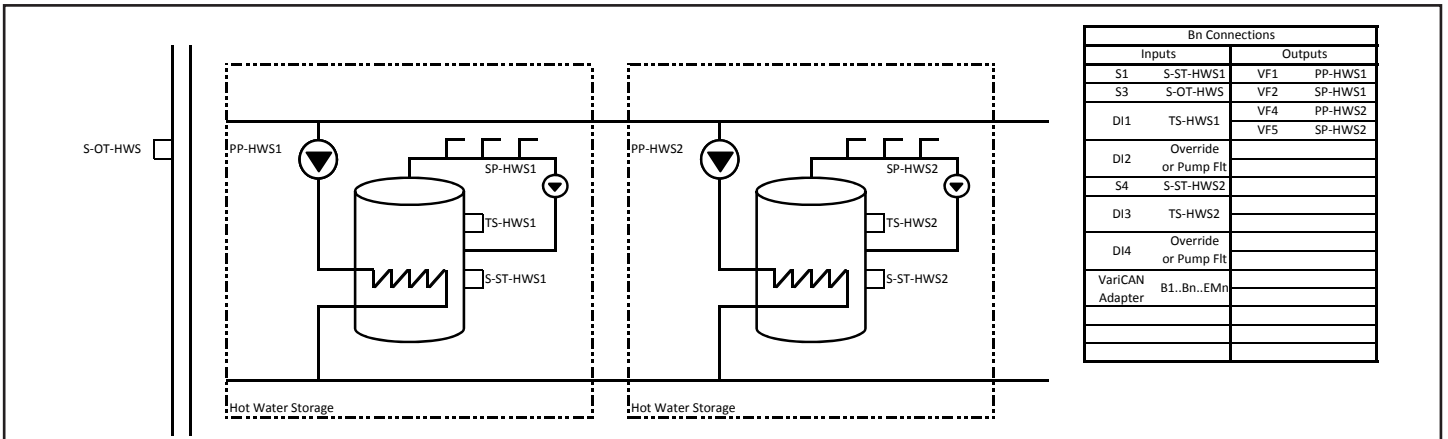 S-OT-HWS
PP-HWS1
SP-HWS1
TS-HWS1
S-ST-HWS1
Hot Water Storage
PP-HWS2
SP-HWS2
TS-HWS2
S-ST-HWS2
Hot Water Storage
Bn Connections
Inputs Outputs
S1 S-ST-HWS1 VF1 PP-HWS1
S3 S-OT-HWS VF2 SP-HWS1
DI1 TS-HWS1 VF4 PP-HWS2
VF5 SP-HWS2
DI2 Override
or Pump Flt
S4 S-ST-HWS2
DI3 TS-HWS2
DI4 Override
or Pump Flt
VariCAN
Adapter B1..Bn..EMn